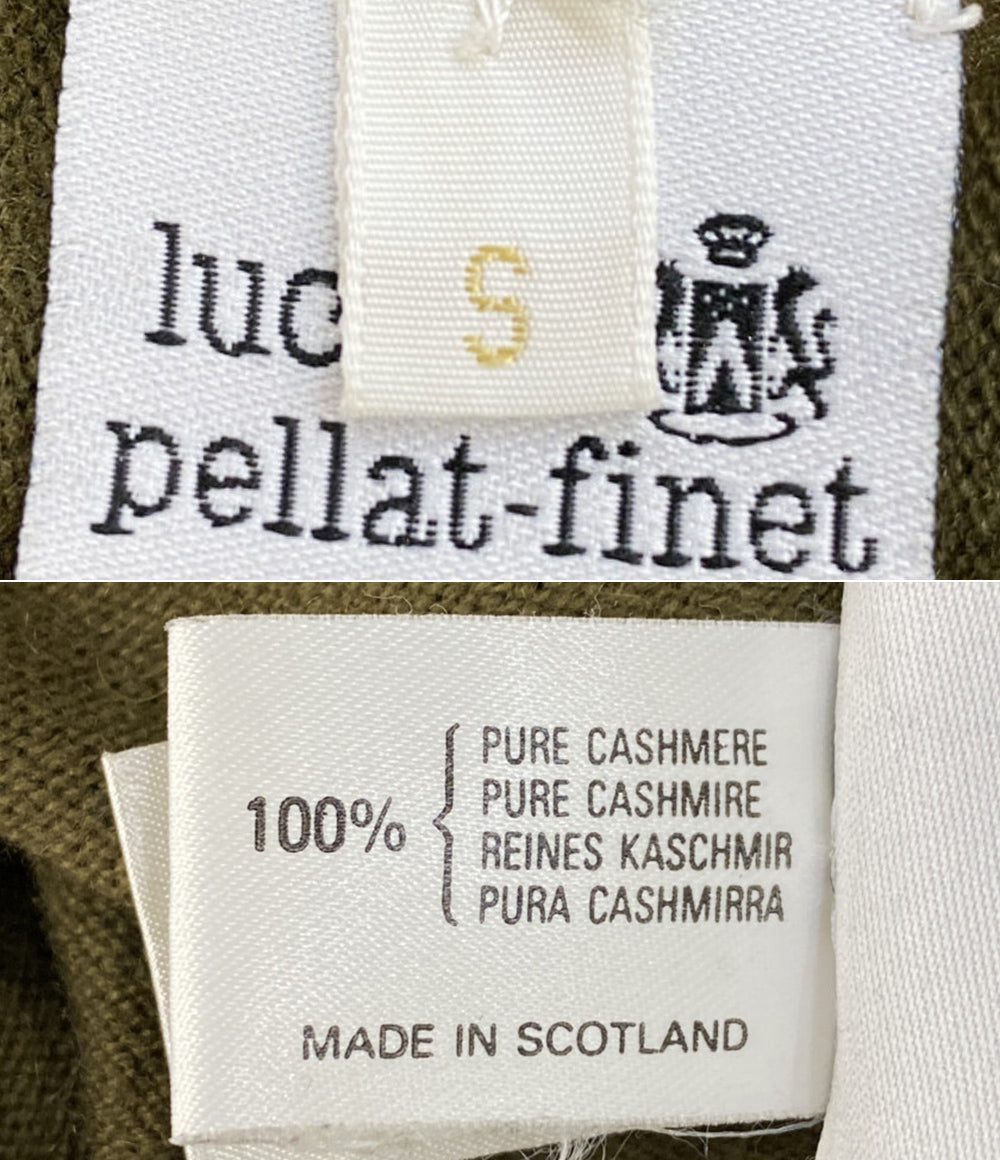 luc
S
pellat-finet
100%
PURE CASHMERE
PURE CASHMIRE
REINES KASCHMIR
PURA CASHMIRRA
MADE IN SCOTLAND